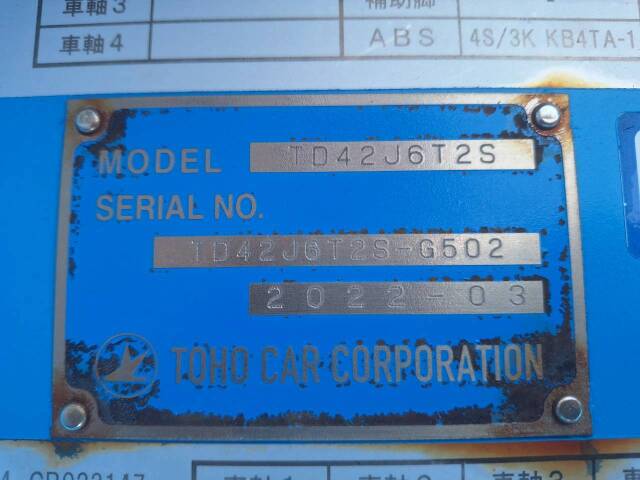 車軸3 補助脚 -
車軸4 ABS 4S/3K KB4TA-1
MODEL TD42J6T2S
SERIAL NO.
TD42J6T2S-G502
2022-03
TOHO CAR CORPORATION
車軸1 車軸2 車軸3